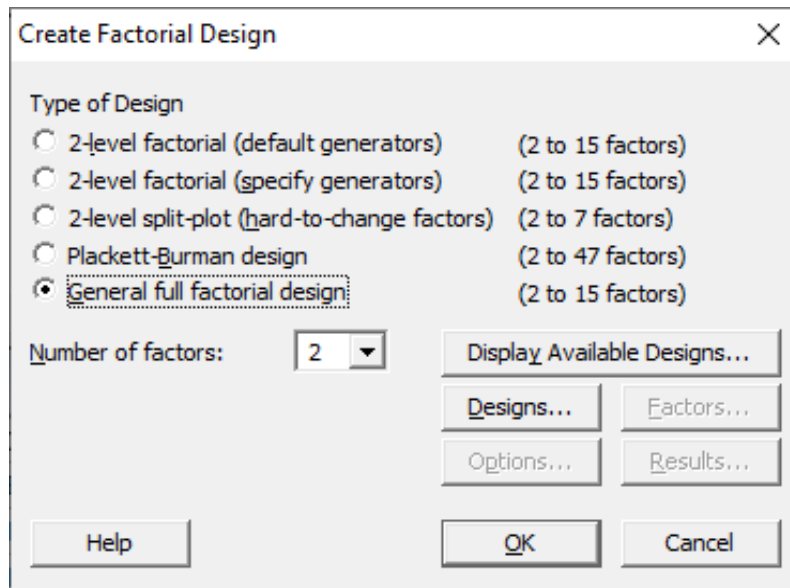 Create Factorial Design
Type of Design
2-level factorial (default generators) (2 to 15 factors)
2-level factorial (specify generators) (2 to 15 factors)
2-level split-plot (hard-to-change factors) (2 to 7 factors)
Plackett-Burman design (2 to 47 factors)
General full factorial design (2 to 15 factors)
Number of factors: 2 Display Available Designs...
Designs... Factors...
Options... Results...
Help OK Cancel